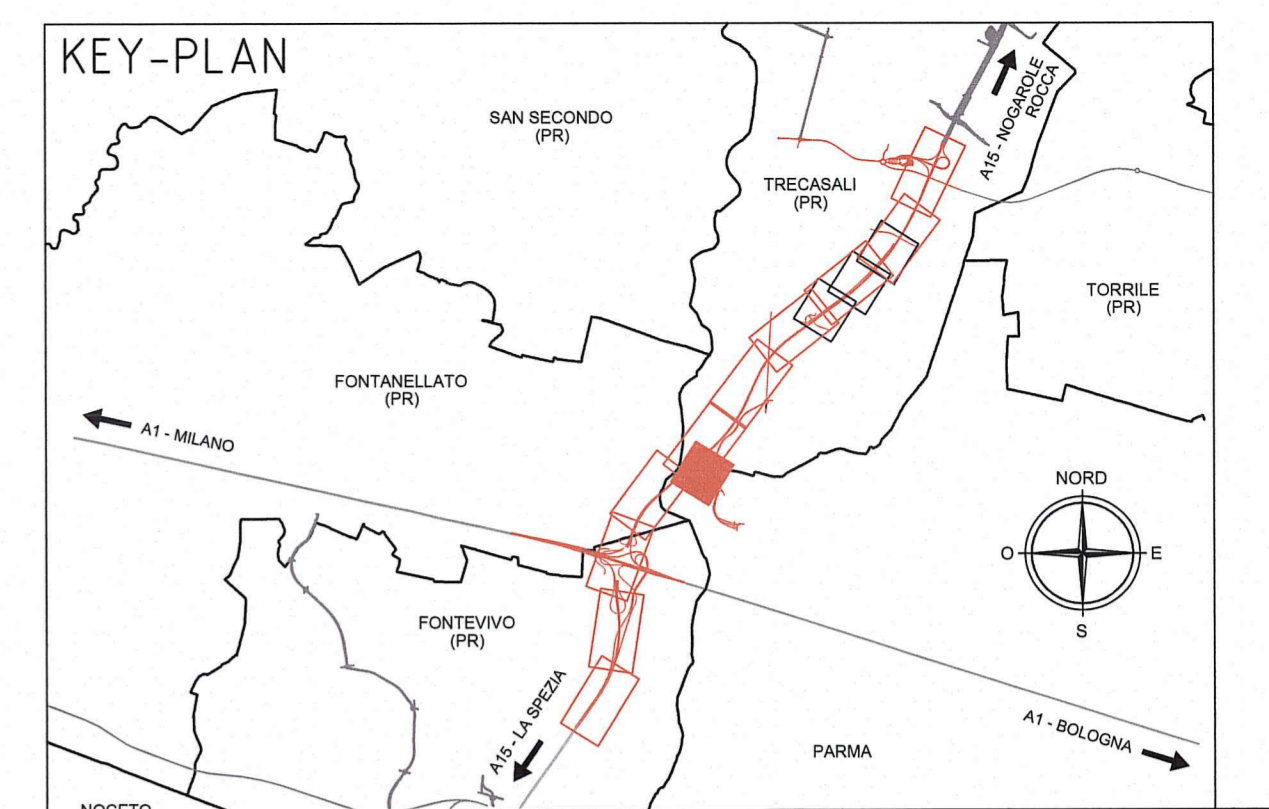 KEY-PLAN
SAN SECONDO
(PR)
A15 - NOGAROLE
ROCCA
TRECASALI
(PR)
TORRILE
(PR)
FONTANELLATO
(PR)
A1 - MILANO
NORD
O
E
S
FONTEVIVO
(PR)
A15 - LA SPEZIA
A1 - BOLOGNA
PARMA
NOCETO